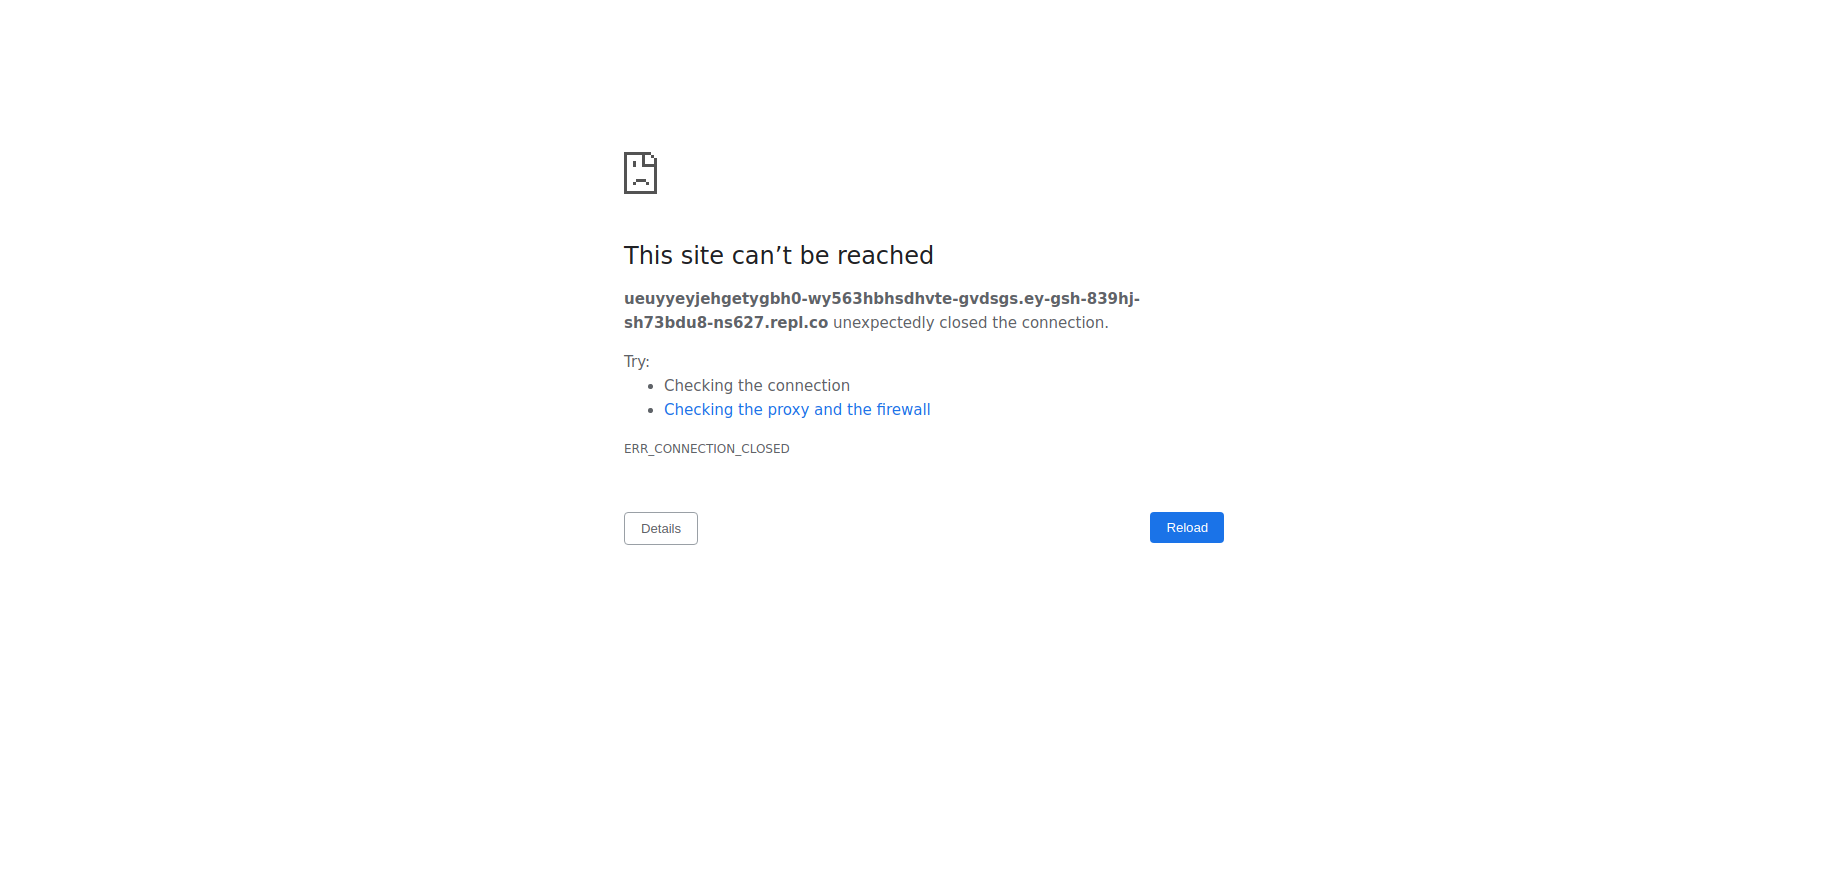 This site can’t be reached
ueuyyeyjehgetygbh0-wy563hbhsdhvte-gvdsgs.ey-gsh-839hj-
sh73bdu8-ns627.repl.co unexpectedly closed the connection.
Try:
Checking the connection
Checking the proxy and the firewall
ERR_CONNECTION_CLOSED
Details
Reload